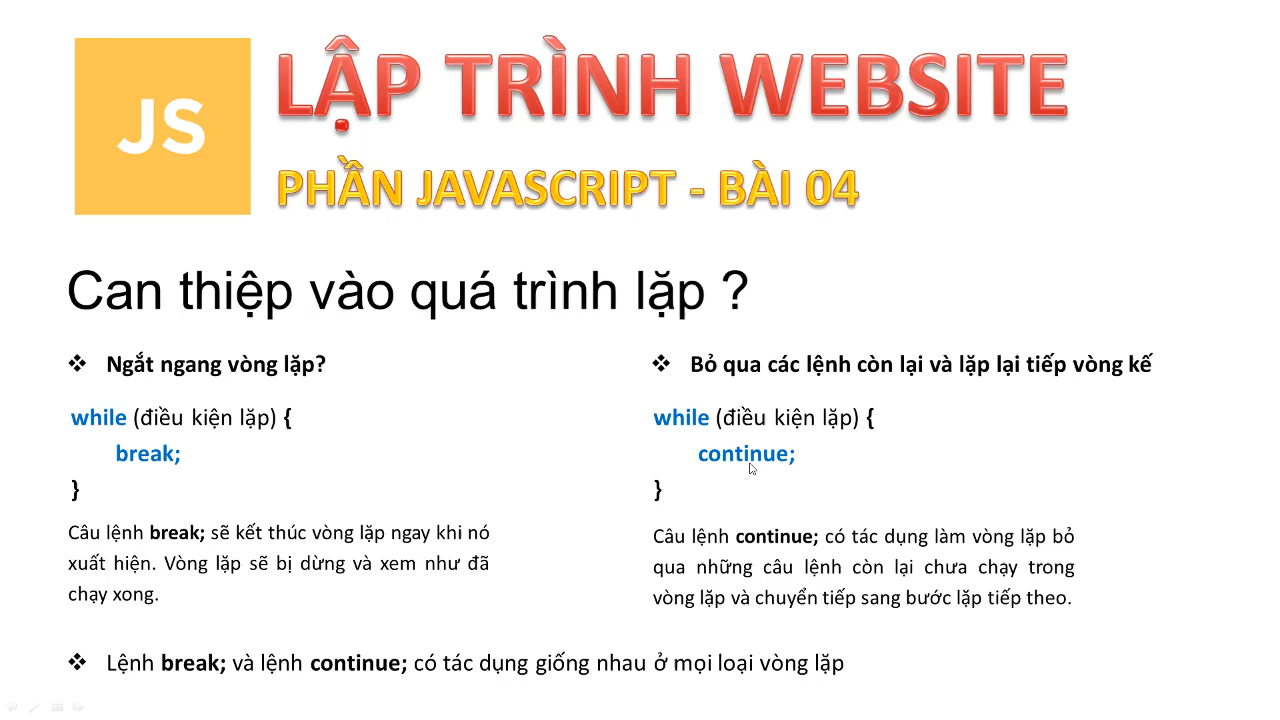 JS
LẬP TRÌNH WEBSITE
PHẦN JAVASCRIPT - BÀI 04
Can thiệp vào quá trình lặp ?
❖ Ngắt ngang vòng lặp?
while (điều kiện lặp) {
break;
}
Câu lệnh break; sẽ kết thúc vòng lặp ngay khi nó
xuất hiện. Vòng lặp sẽ bị dừng và xem như đã
chạy xong.
❖ Bỏ qua các lệnh còn lại và lặp lại tiếp vòng kế
while (điều kiện lặp) {
continue;
}
Câu lệnh continue; có tác dụng làm vòng lặp bỏ
qua những câu lệnh còn lại chưa chạy trong
vòng lặp và chuyển tiếp sang bước lặp tiếp theo.
❖ Lệnh break; và lệnh continue; có tác dụng giống nhau ở mọi loại vòng lặp